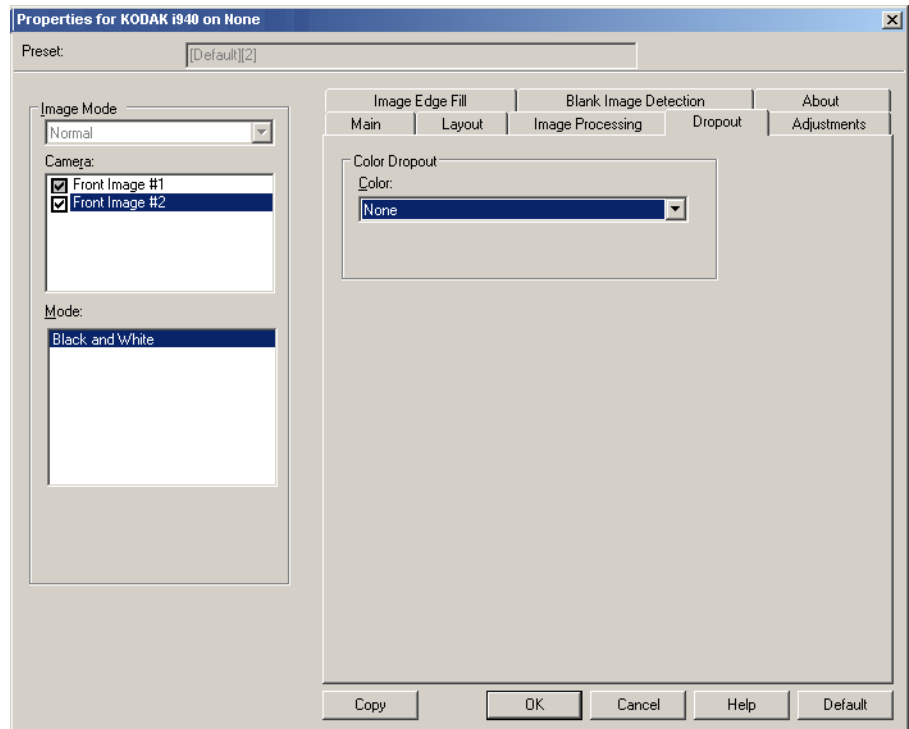 Properties for KODAK i940 on None
Preset:
[Default][2]
Image Mode
Normal
Camera:
Front Image #1
Front Image #2
Mode:
Black and White
Image Edge Fill
Blank Image Detection
About
Main
Layout
Image Processing
Dropout
Adjustments
Color Dropout
Color:
None
Copy
OK
Cancel
Help
Default